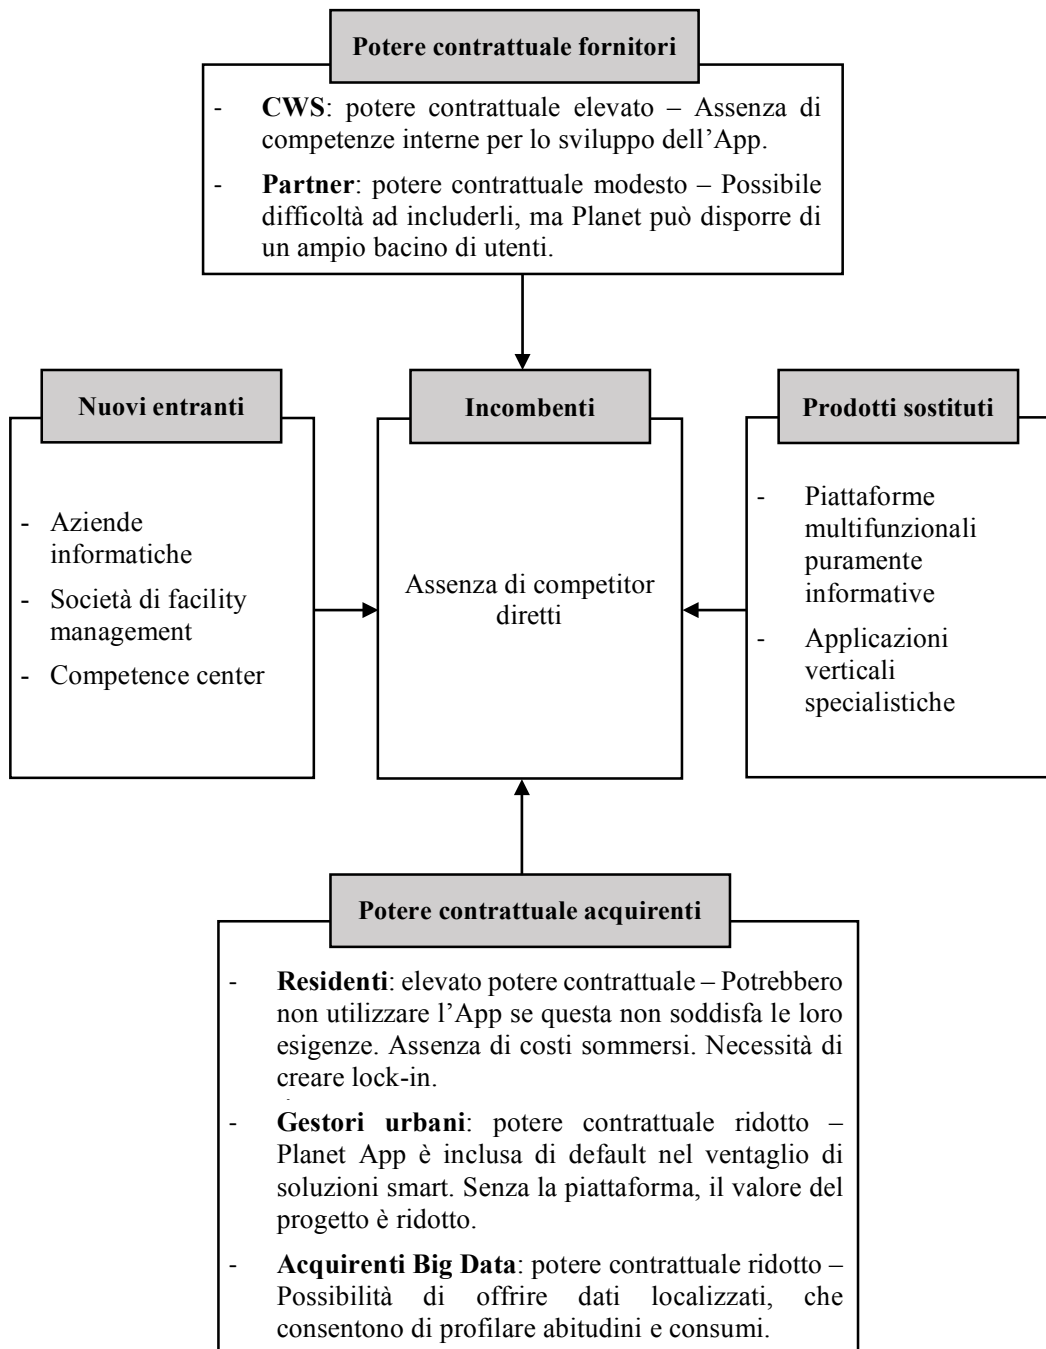 Potere contrattuale fornitori
- CWS: potere contrattuale elevato – Assenza di
competenze interne per lo sviluppo dell’App.
- Partner: potere contrattuale modesto – Possibile
difficoltà ad includerli, ma Planet può disporre di
un ampio bacino di utenti.
Nuovi entranti
- Aziende
informatiche
- Società di facility
management
- Competence center
Incombenti
Assenza di competitor
diretti
Prodotti sostituti
- Piattaforme
multifunzionali
puramente
informative
- Applicazioni
verticali
specialistiche
Potere contrattuale acquirenti
- Residenti: elevato potere contrattuale – Potrebbero
non utilizzare l’App se questa non soddisfa le loro
esigenze. Assenza di costi sommersi. Necessità di
creare lock-in.
- Gestori urbani: potere contrattuale ridotto –
Planet App è inclusa di default nel ventaglio di
soluzioni smart. Senza la piattaforma, il valore del
progetto è ridotto.
- Acquirenti Big Data: potere contrattuale ridotto –
Possibilità di offrire dati localizzati, che
consentono di profilare abitudini e consumi.